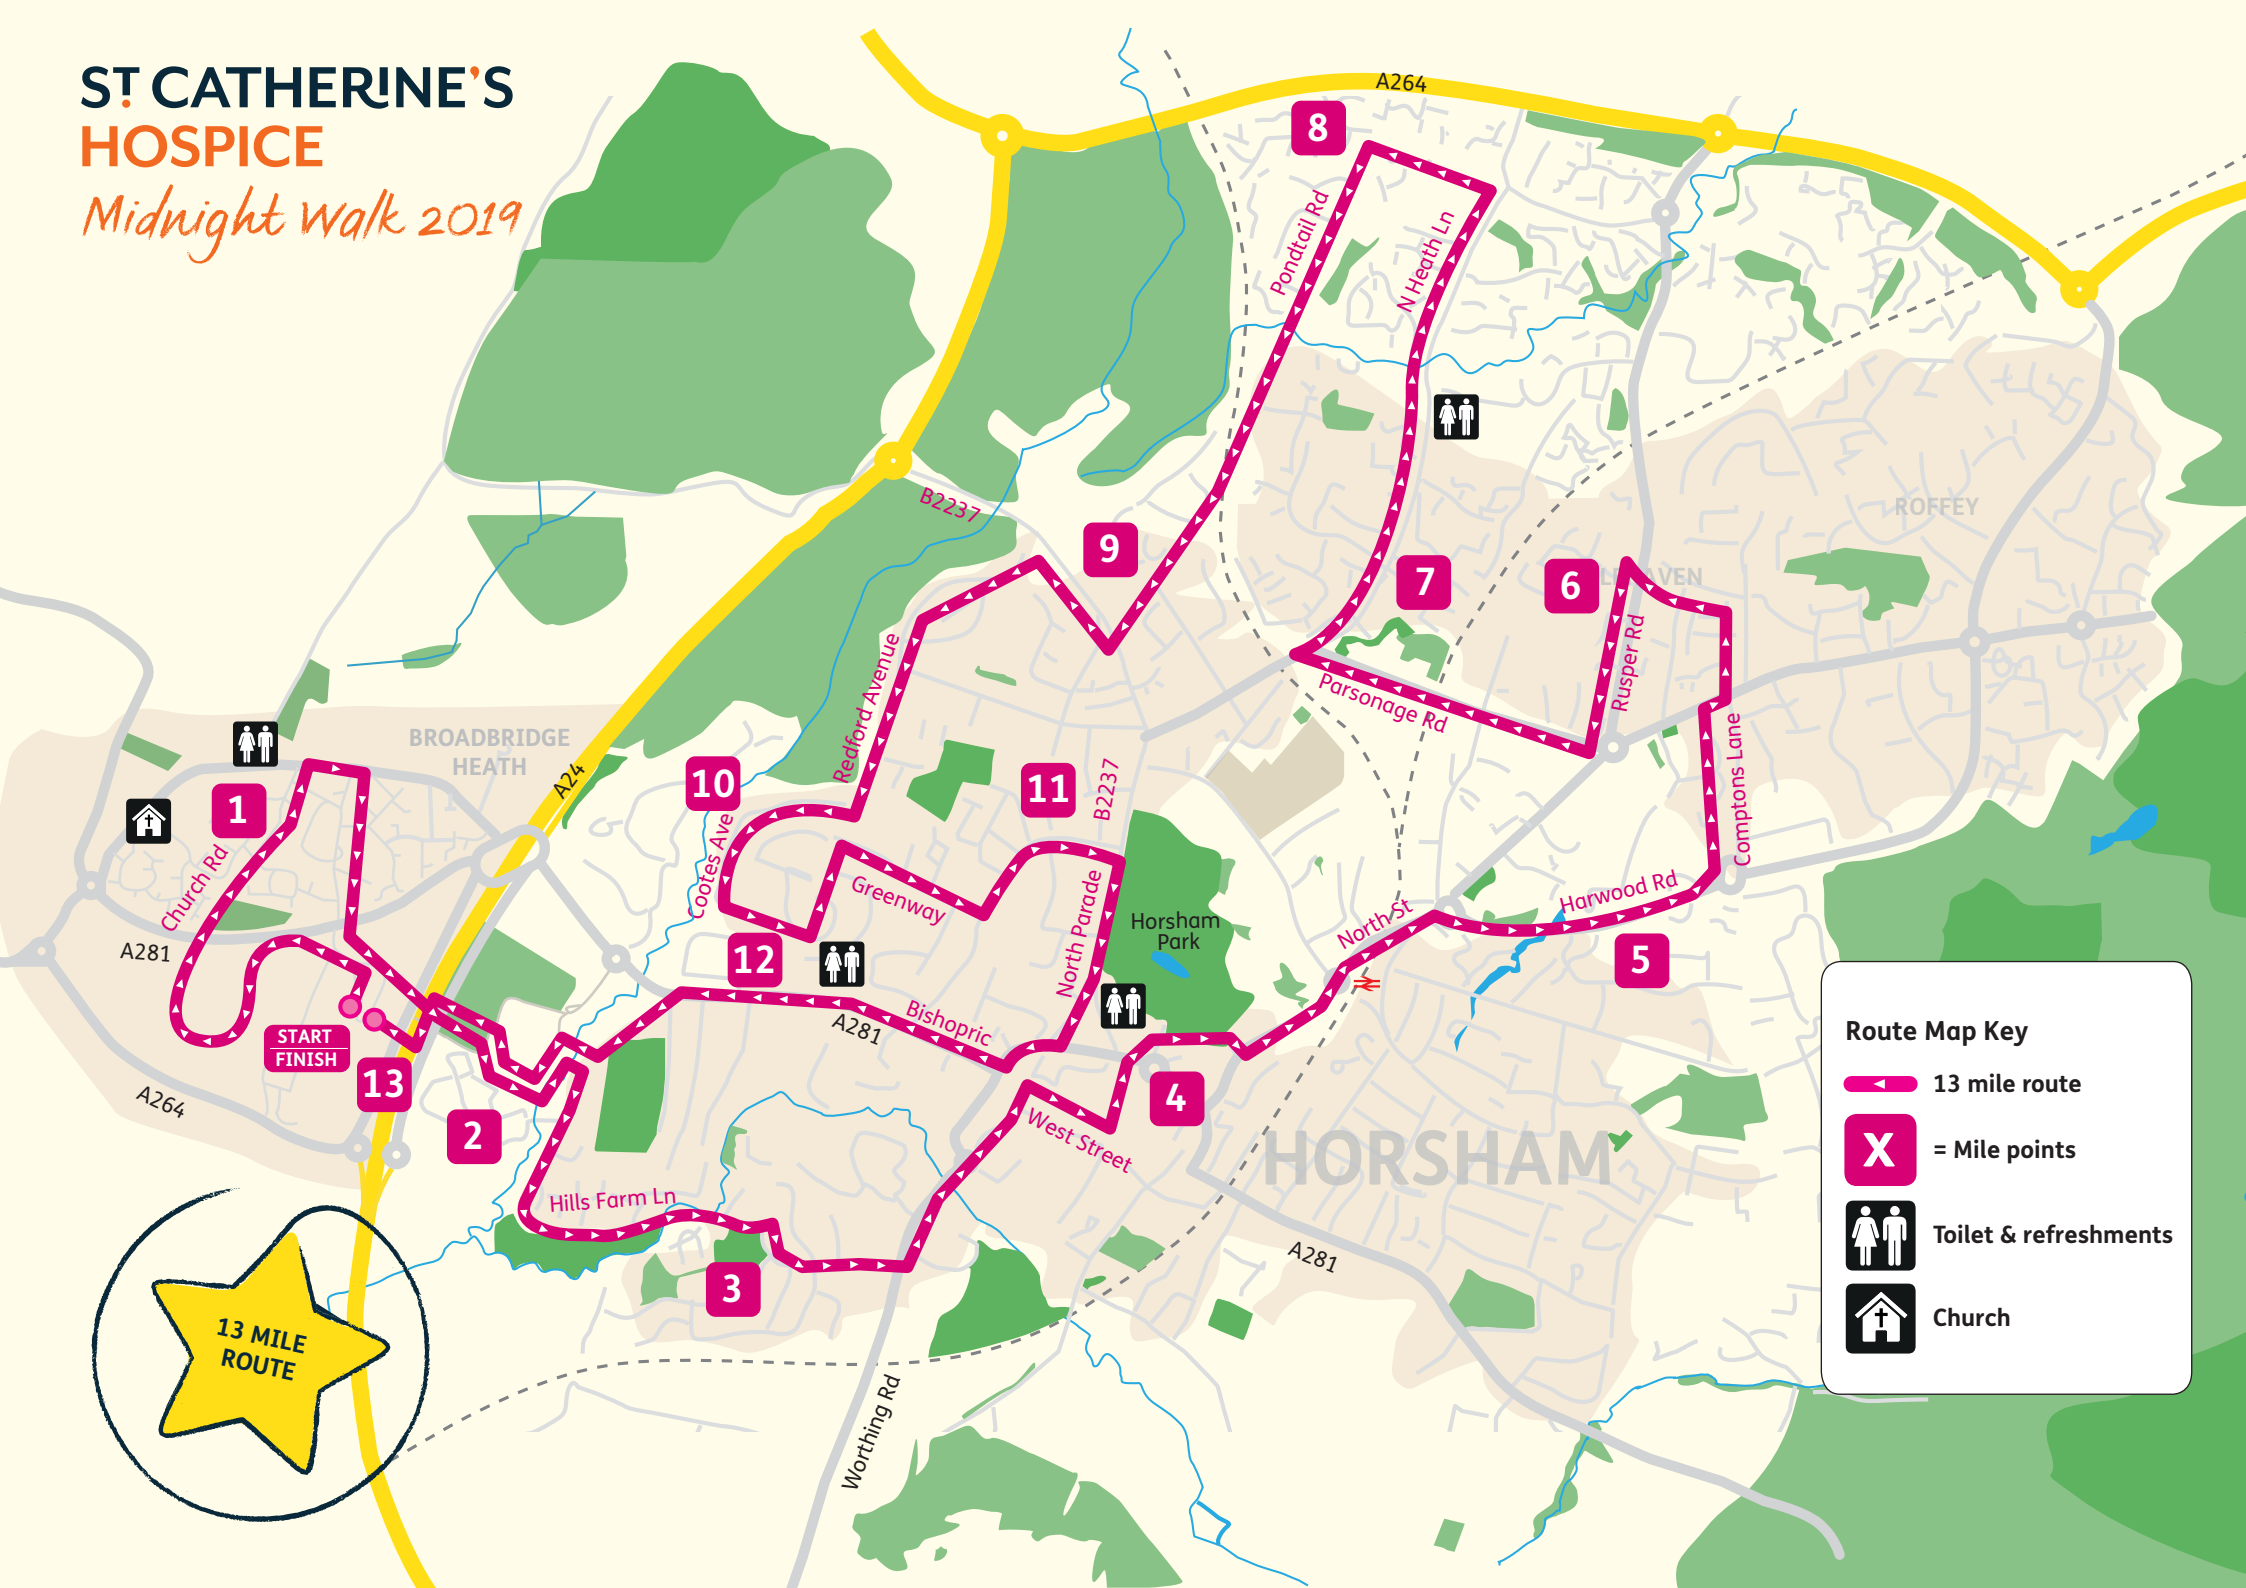 ST CATHERINE'S
HOSPICE
Midnight Walk 2019
A264
8
Pondtail Rd
N Heath Ln
B2237
9
7
6
ROFFEY
Rusper Rd
Parsonage Rd
Redford Avenue
BROADBRIDGE
HEATH
A24
1
Church Rd
10
Cootes Ave
11
B2237
Comptons Lane
Greenway
North Parade
Horsham
Park
North St
Harwood Rd
5
A281
12
Bishopric
A281
START
FINISH
13
A264
2
4
West Street
HORSHAM
Hills Farm Ln
3
A281
Worthing Rd
13 MILE
ROUTE
Route Map Key
13 mile route
X = Mile points
Toilet & refreshments
Church